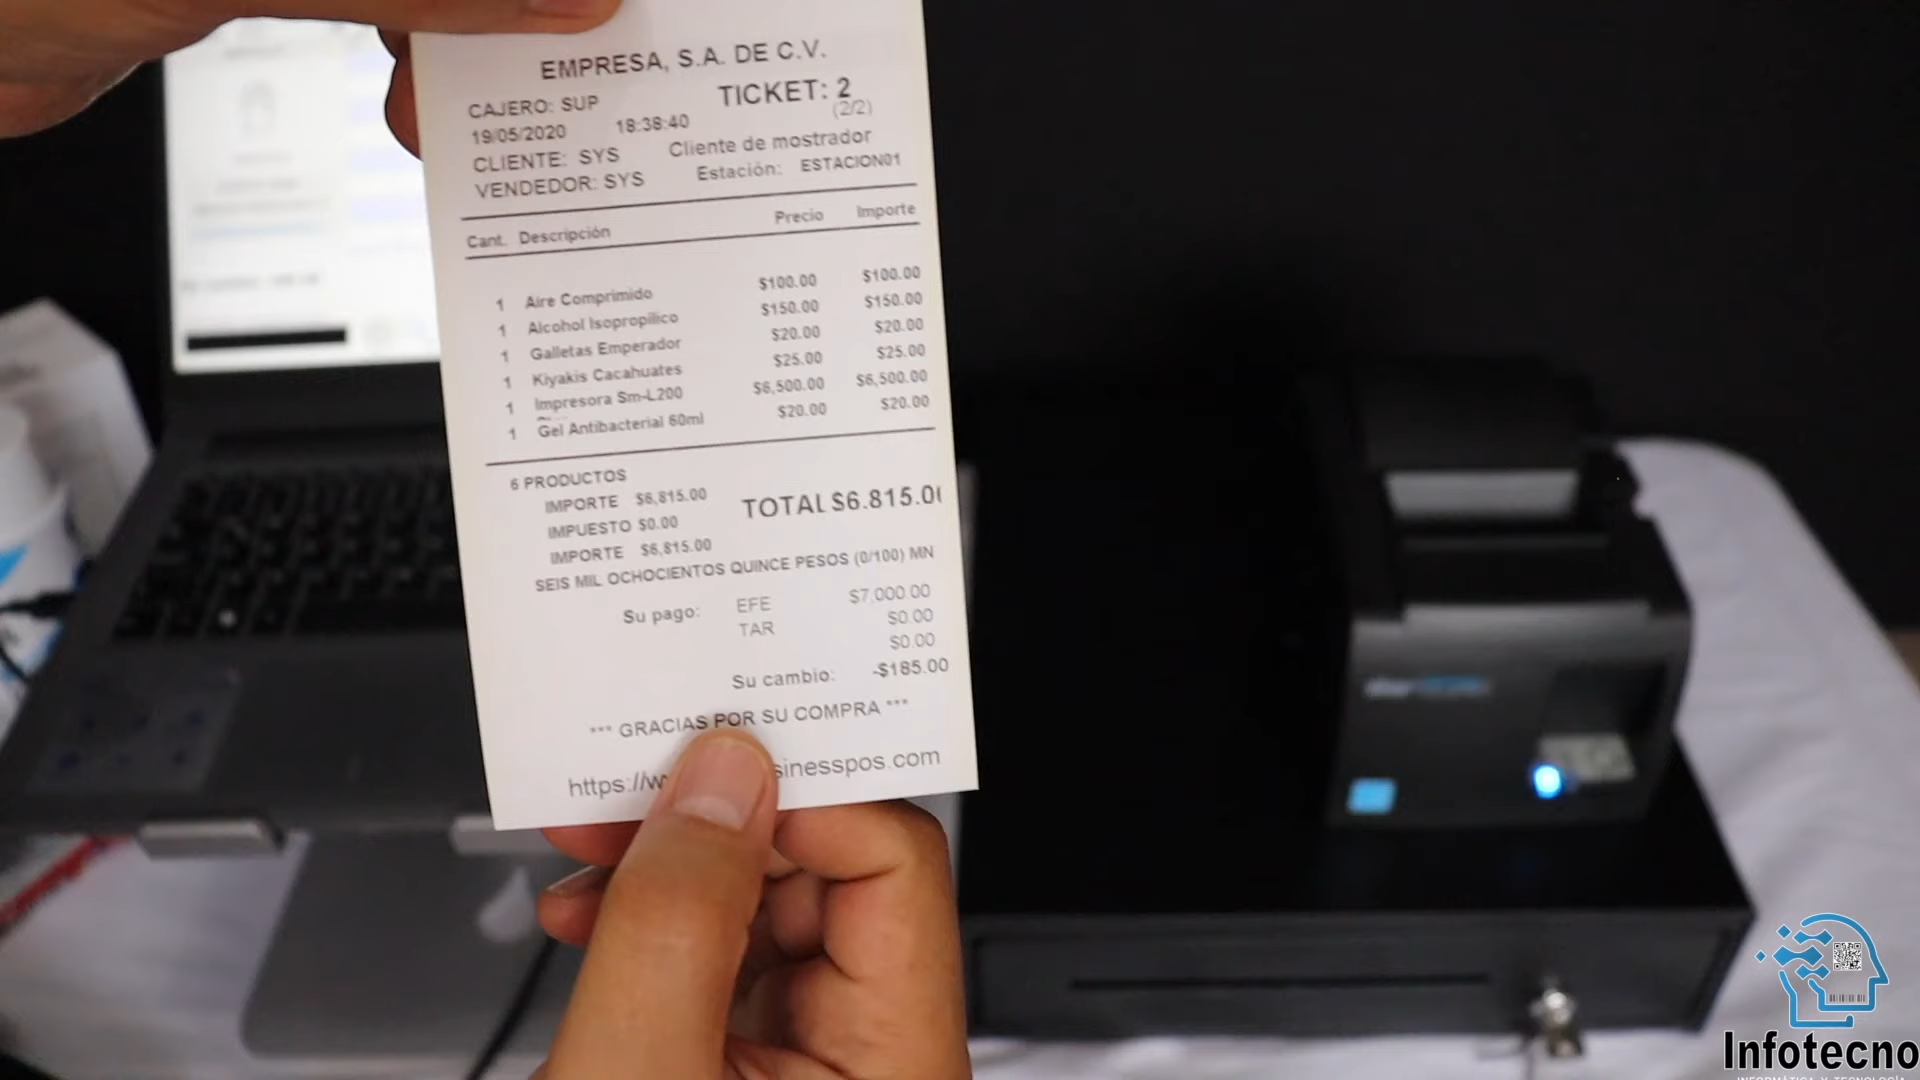 EMPRESA, S.A. DE C.V.
CAJERO: SUP TICKET: 2
(2/2)
19/05/2020 18:38:40
CLIENTE: SYS Cliente de mostrador
VENDEDOR: SYS Estación: ESTACION01
Cant. Descripción Precio Importe
1 Aire Comprimido $100.00 $100.00
1 Alcohol Isopropílico $150.00 $150.00
1 Galletas Emperador $20.00 $20.00
1 Kiyakis Cacahuates $25.00 $25.00
1 Impresora Sm-L200 $6,500.00 $6,500.00
1 Gel Antibacterial 60ml $20.00 $20.00
6 PRODUCTOS
IMPORTE $6,815.00 TOTAL $6.815.0
IMPUESTO $0.00
IMPORTE $6,815.00
SEIS MIL OCHOCIENTOS QUINCE PESOS (0/100) MN
Su pago: EFE $7,000.00
TAR $0.00
$0.00
Su cambio: -$185.00
*** GRACIAS POR SU COMPRA ***
https://w sinesspos.com
Infotecno